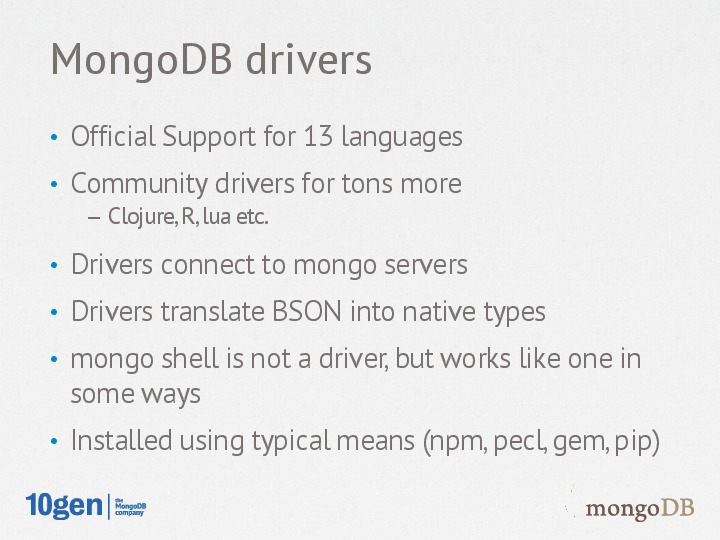 MongoDB drivers
• Official Support for 13 languages
• Community drivers for tons more
– Clojure, R, lua etc.
• Drivers connect to mongo servers
• Drivers translate BSON into native types
• mongo shell is not a driver, but works like one in
some ways
• Installed using typical means (npm, pecl, gem, pip)
10gen
the
MongoDB
company
mongoDB